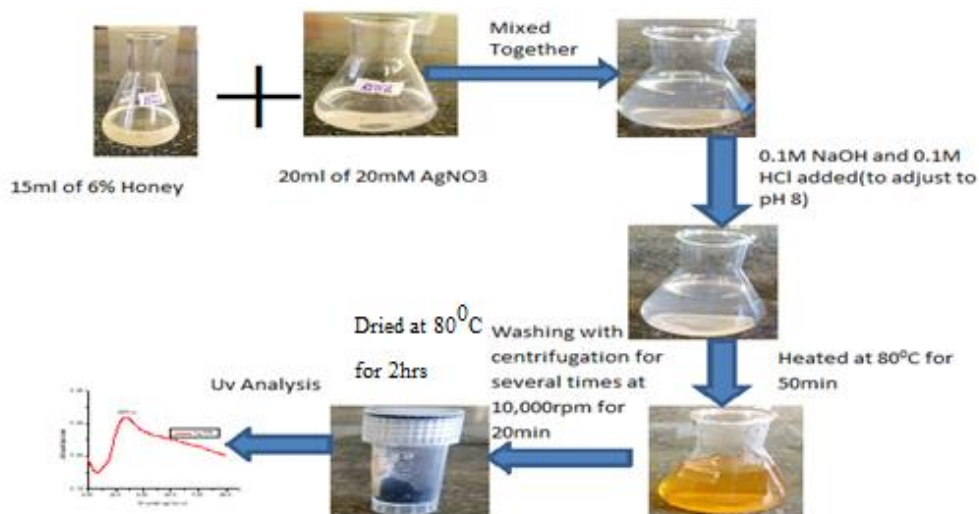 15ml of 6% Honey
20ml of 20mM AgNO3
Mixed
Together
0.1M NaOH and 0.1M
HCl added(to adjust to
pH 8)
Heated at 80⁰C for
50min
Washing with
centrifugation for
several times at
10,000rpm for
20min
Dried at 80⁰C
for 2hrs
Uv Analysis